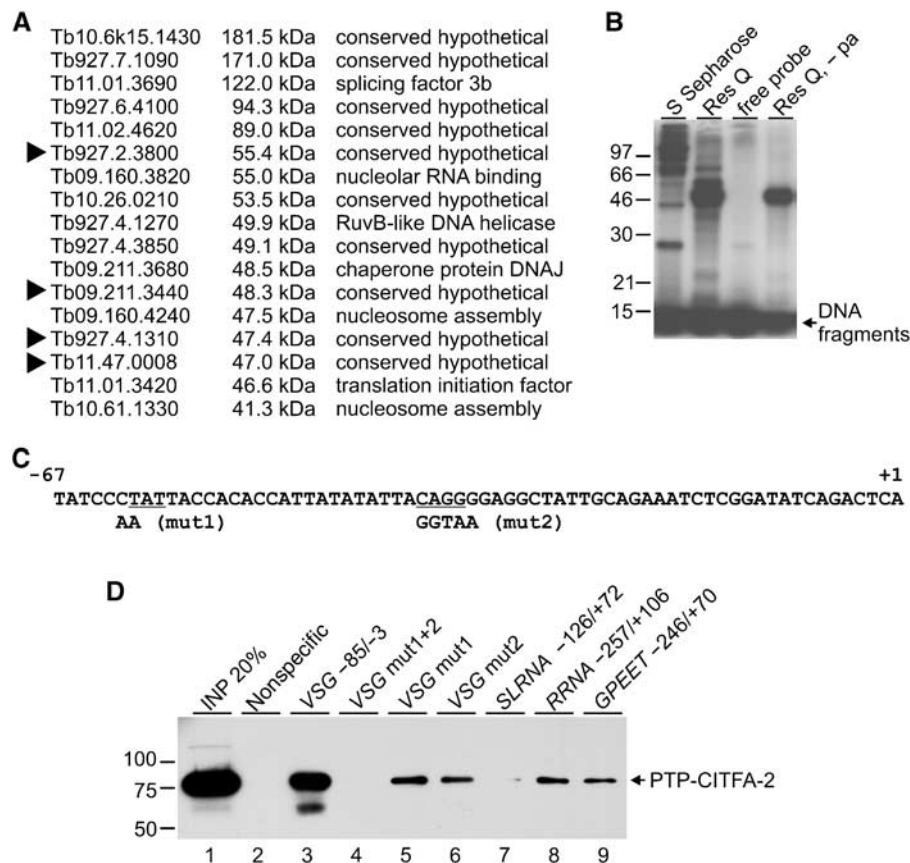 A
Tb10.6k15.1430 181.5 kDa conserved hypothetical
Tb927.7.1090 171.0 kDa conserved hypothetical
Tb11.01.3690 122.0 kDa splicing factor 3b
Tb927.6.4100 94.3 kDa conserved hypothetical
Tb11.02.4620 89.0 kDa conserved hypothetical
Tb927.2.3800 55.4 kDa conserved hypothetical
Tb09.160.3820 55.0 kDa nucleolar RNA binding
Tb10.26.0210 53.5 kDa conserved hypothetical
Tb927.4.1270 49.9 kDa RuvB-like DNA helicase
Tb927.4.3850 49.1 kDa conserved hypothetical
Tb09.211.3680 48.5 kDa chaperone protein DNAJ
Tb09.211.3440 48.3 kDa conserved hypothetical
Tb09.160.4240 47.5 kDa nucleosome assembly
Tb927.4.1310 47.4 kDa conserved hypothetical
Tb11.47.0008 47.0 kDa conserved hypothetical
Tb11.01.3420 46.6 kDa translation initiation factor
Tb10.61.1330 41.3 kDa nucleosome assembly
B
S Sepharose
Res Q
free probe
Res Q, - pa
97
66
46
30
21
15
DNA
fragments
C
-67 +1
TATCCCTATTACCACACCATTATATATTACAGGGGAGGCTATTGCAGAAATCTCGGATATCAGACTCA
AA (mut1) GGTAA (mut2)
D
INP 20%
Nonspecific
VSG -85/-3
VSG mut1+2
VSG mut1
VSG mut2
SLRNA -126/+72
RRNA -257/+106
GPEET -246/+70
100
75
50
PTP-CITFA-2
1 2 3 4 5 6 7 8 9